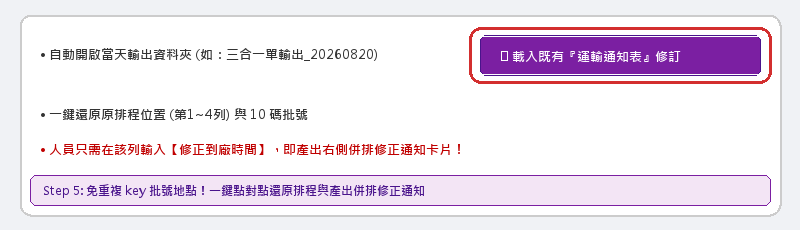 • 自動開啟當天輸出資料夾 (如：三合一單輸出_20260820)
載入既有『運輸通知表』修訂
• 一鍵還原原排程位置 (第1~4列) 與 10 碼批號
• 人員只需在該列輸入【修正到廠時間】，即產出右側併排修正通知卡片！
Step 5: 免重複 key 批號地點！一鍵點對點還原排程與產出併排修正通知